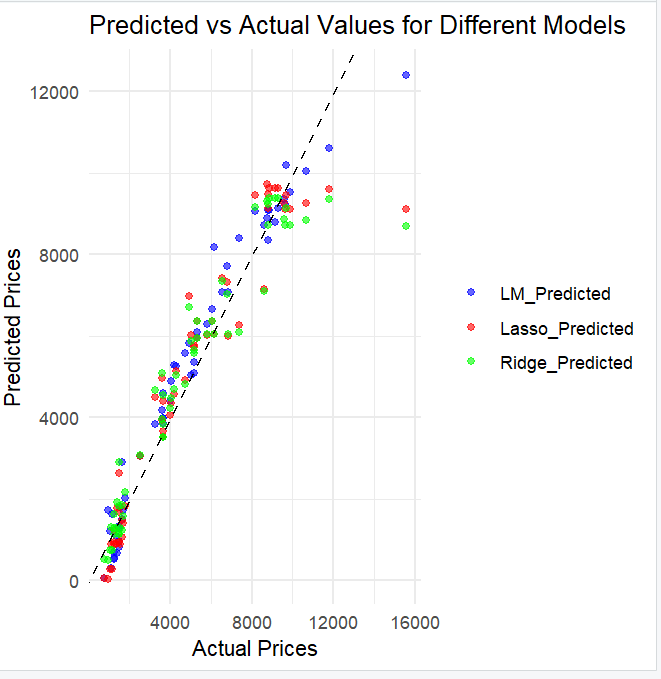 Predicted vs Actual Values for Different Models
12000
8000
4000
0
Predicted Prices
4000 8000 12000 16000
Actual Prices
LM_Predicted
Lasso_Predicted
Ridge_Predicted